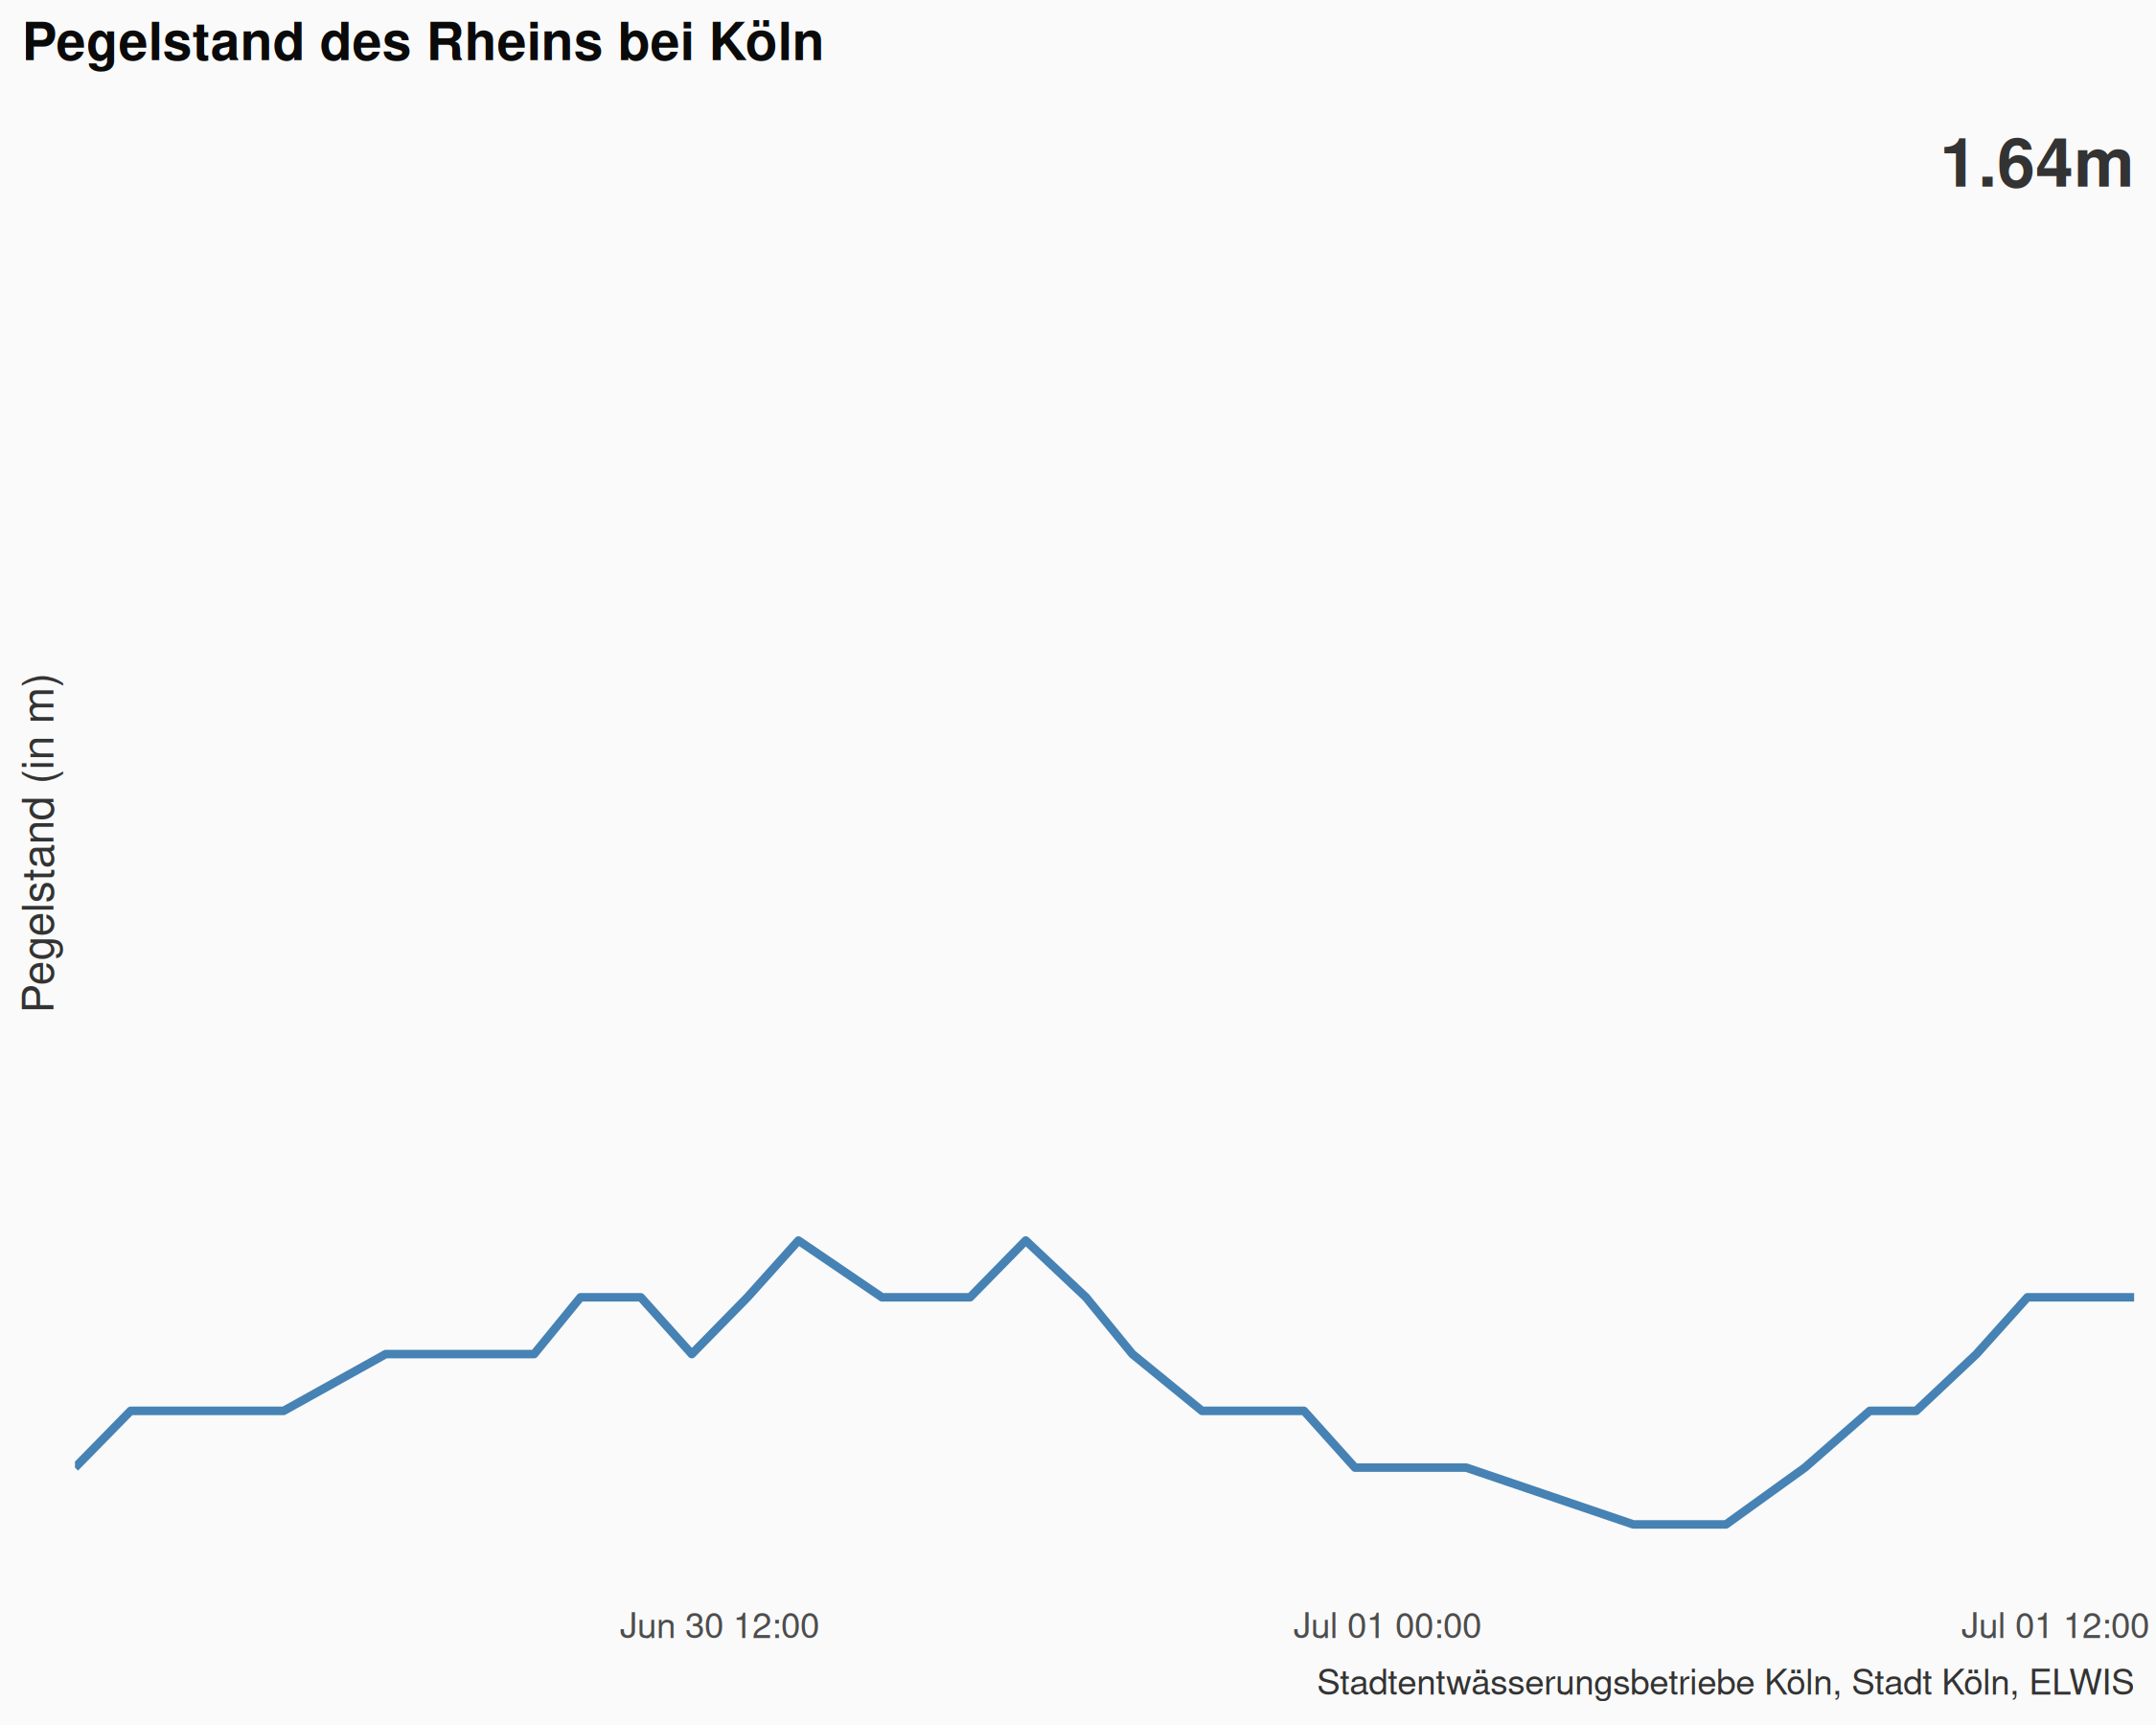 Pegelstand des Rheins bei Köln
1.64m
Pegelstand (in m)
Jun 30 12:00
Jul 01 00:00
Jul 01 12:00
Stadtentwässerungsbetriebe Köln, Stadt Köln, ELWIS